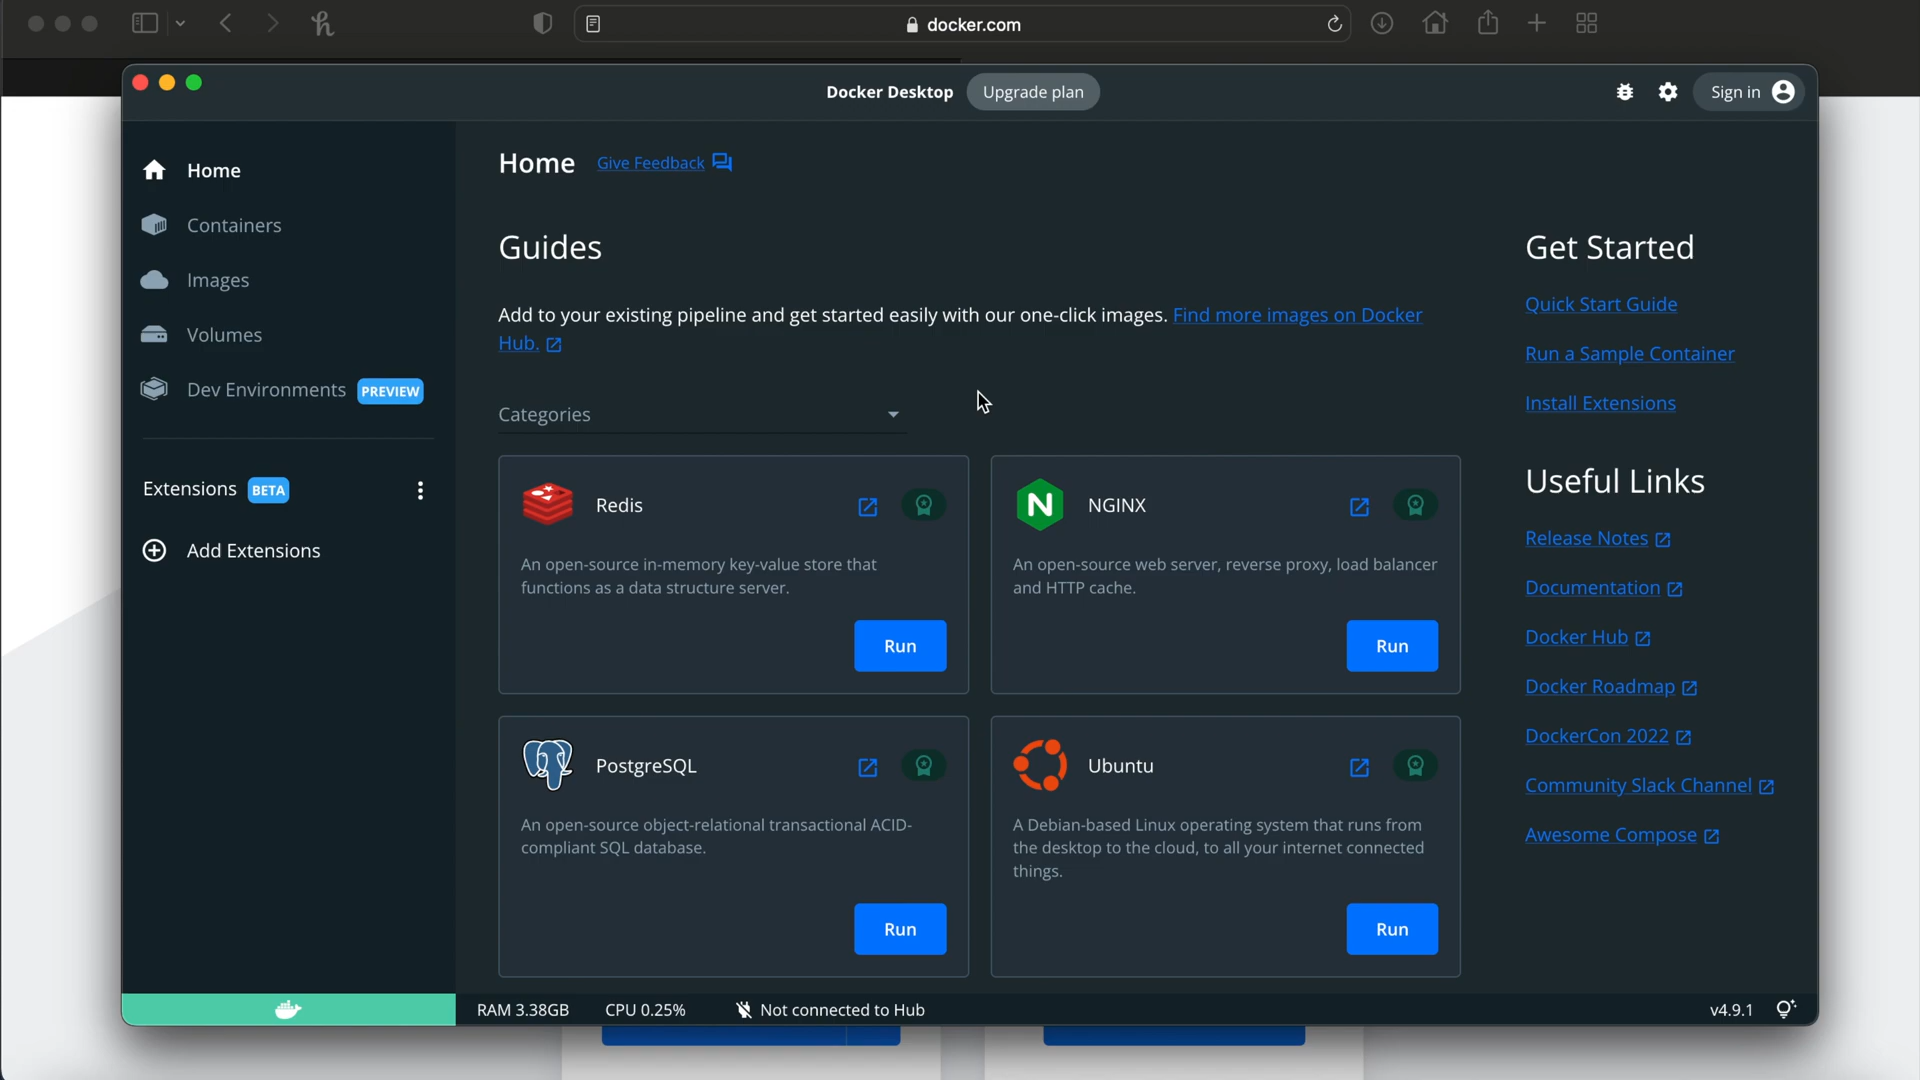 docker.com
Docker Desktop
Upgrade plan
Sign in
Home
Containers
Images
Volumes
Dev Environments PREVIEW
Extensions BETA
Add Extensions
Home Give Feedback
Guides
Add to your existing pipeline and get started easily with our one-click images. Find more images on Docker
Hub.
Categories
Redis
An open-source in-memory key-value store that
functions as a data structure server.
Run
NGINX
An open-source web server, reverse proxy, load balancer
and HTTP cache.
Run
PostgreSQL
An open-source object-relational transactional ACID-
compliant SQL database.
Run
Ubuntu
A Debian-based Linux operating system that runs from
the desktop to the cloud, to all your internet connected
things.
Run
Get Started
Quick Start Guide
Run a Sample Container
Install Extensions
Useful Links
Release Notes
Documentation
Docker Hub
Docker Roadmap
DockerCon 2022
Community Slack Channel
Awesome Compose
RAM 3.38GB CPU 0.25% Not connected to Hub
v4.9.1